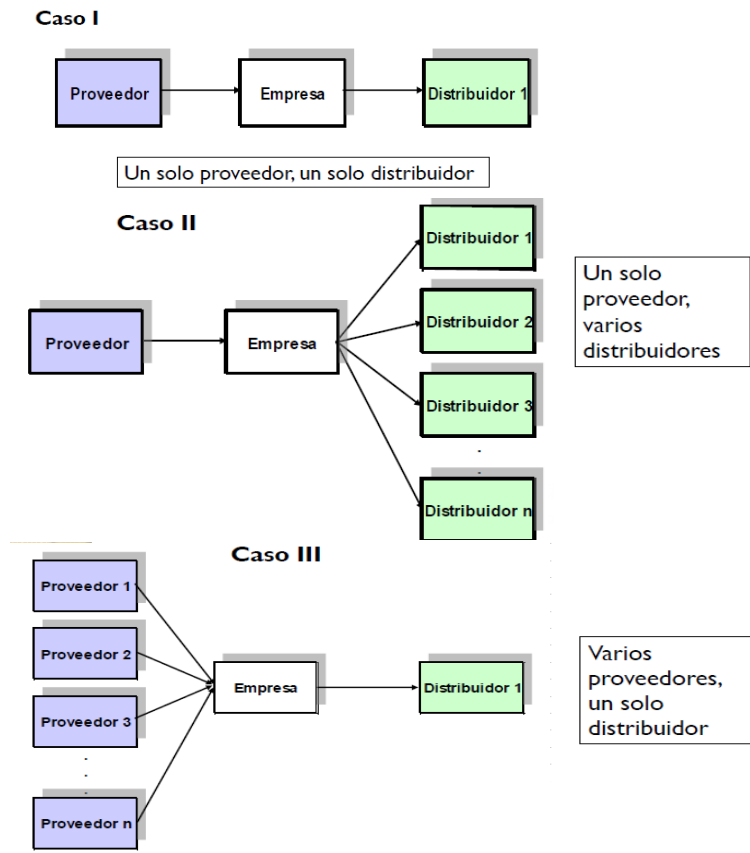 Caso I
Proveedor
Empresa
Distribuidor 1
Un solo proveedor, un solo distribuidor
Caso II
Proveedor
Empresa
Distribuidor 1
Distribuidor 2
Distribuidor 3
.
.
Distribuidor n
Un solo
proveedor,
varios
distribuidores
Caso III
Proveedor 1
Proveedor 2
Proveedor 3
.
.
.
Proveedor n
Empresa
Distribuidor 1
Varios
proveedores,
un solo
distribuidor